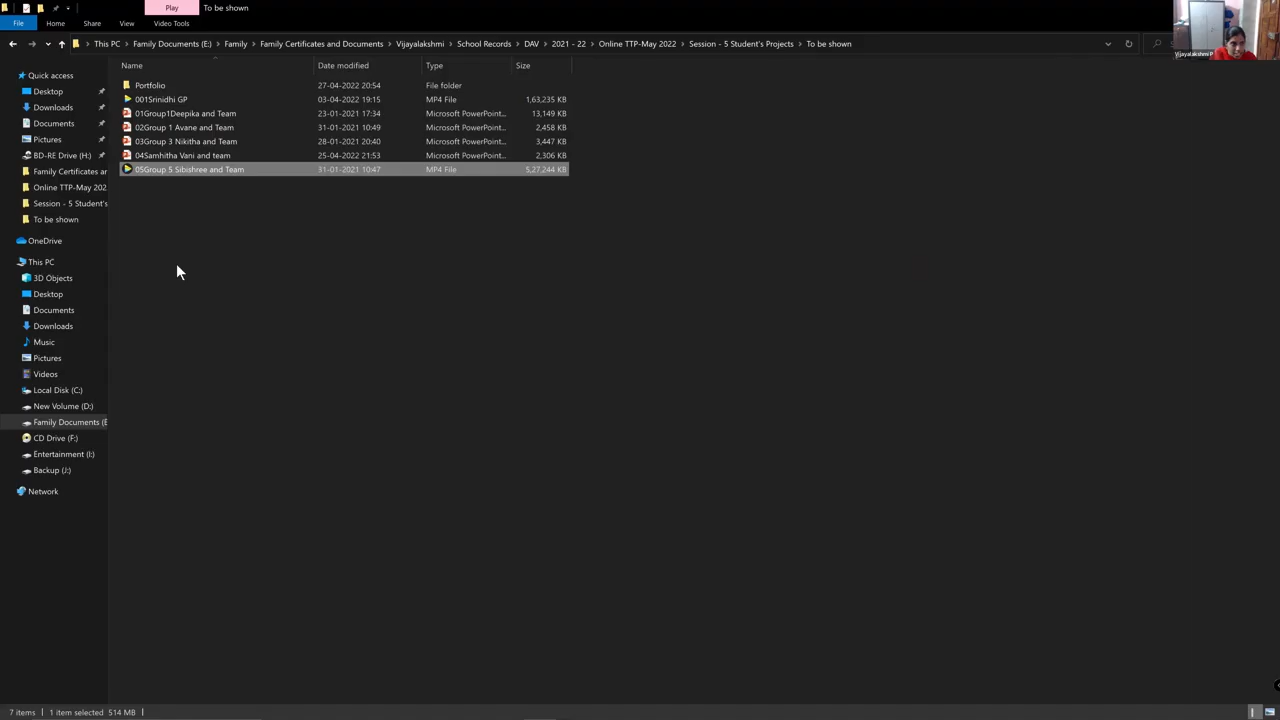 Play To be shown
File Home Share View Video Tools
This PC Family Documents (E:) Family Family Certificates and Documents Vijayalakshmi School Records DAV 2021 - 22 Online TTP-May 2022 Session - 5 Student's Projects To be shown
Vijayalakshmi P
Name Date modified Type Size
Quick access
Desktop
Downloads
Documents
Pictures
BD-RE Drive (H:)
Family Certificates ar
Online TTP-May 202
Session - 5 Student's
To be shown
OneDrive
This PC
3D Objects
Desktop
Documents
Downloads
Music
Pictures
Videos
Local Disk (C:)
New Volume (D:)
Family Documents (E
CD Drive (F:)
Entertainment (I:)
Backup (J:)
Network
Portfolio 27-04-2022 20:54 File folder
001Srinidhi GP 03-04-2022 19:15 MP4 File 1,63,235 KB
01Group1Deepika and Team 23-01-2021 17:34 Microsoft PowerPoint... 13,149 KB
02Group 1 Avane and Team 31-01-2021 10:49 Microsoft PowerPoint... 2,458 KB
03Group 3 Nikitha and Team 28-01-2021 20:40 Microsoft PowerPoint... 3,447 KB
04Samhitha Vani and team 25-04-2022 21:53 Microsoft PowerPoint... 2,306 KB
05Group 5 Sibishree and Team 31-01-2021 10:47 MP4 File 5,27,244 KB
7 items 1 item selected 514 MB